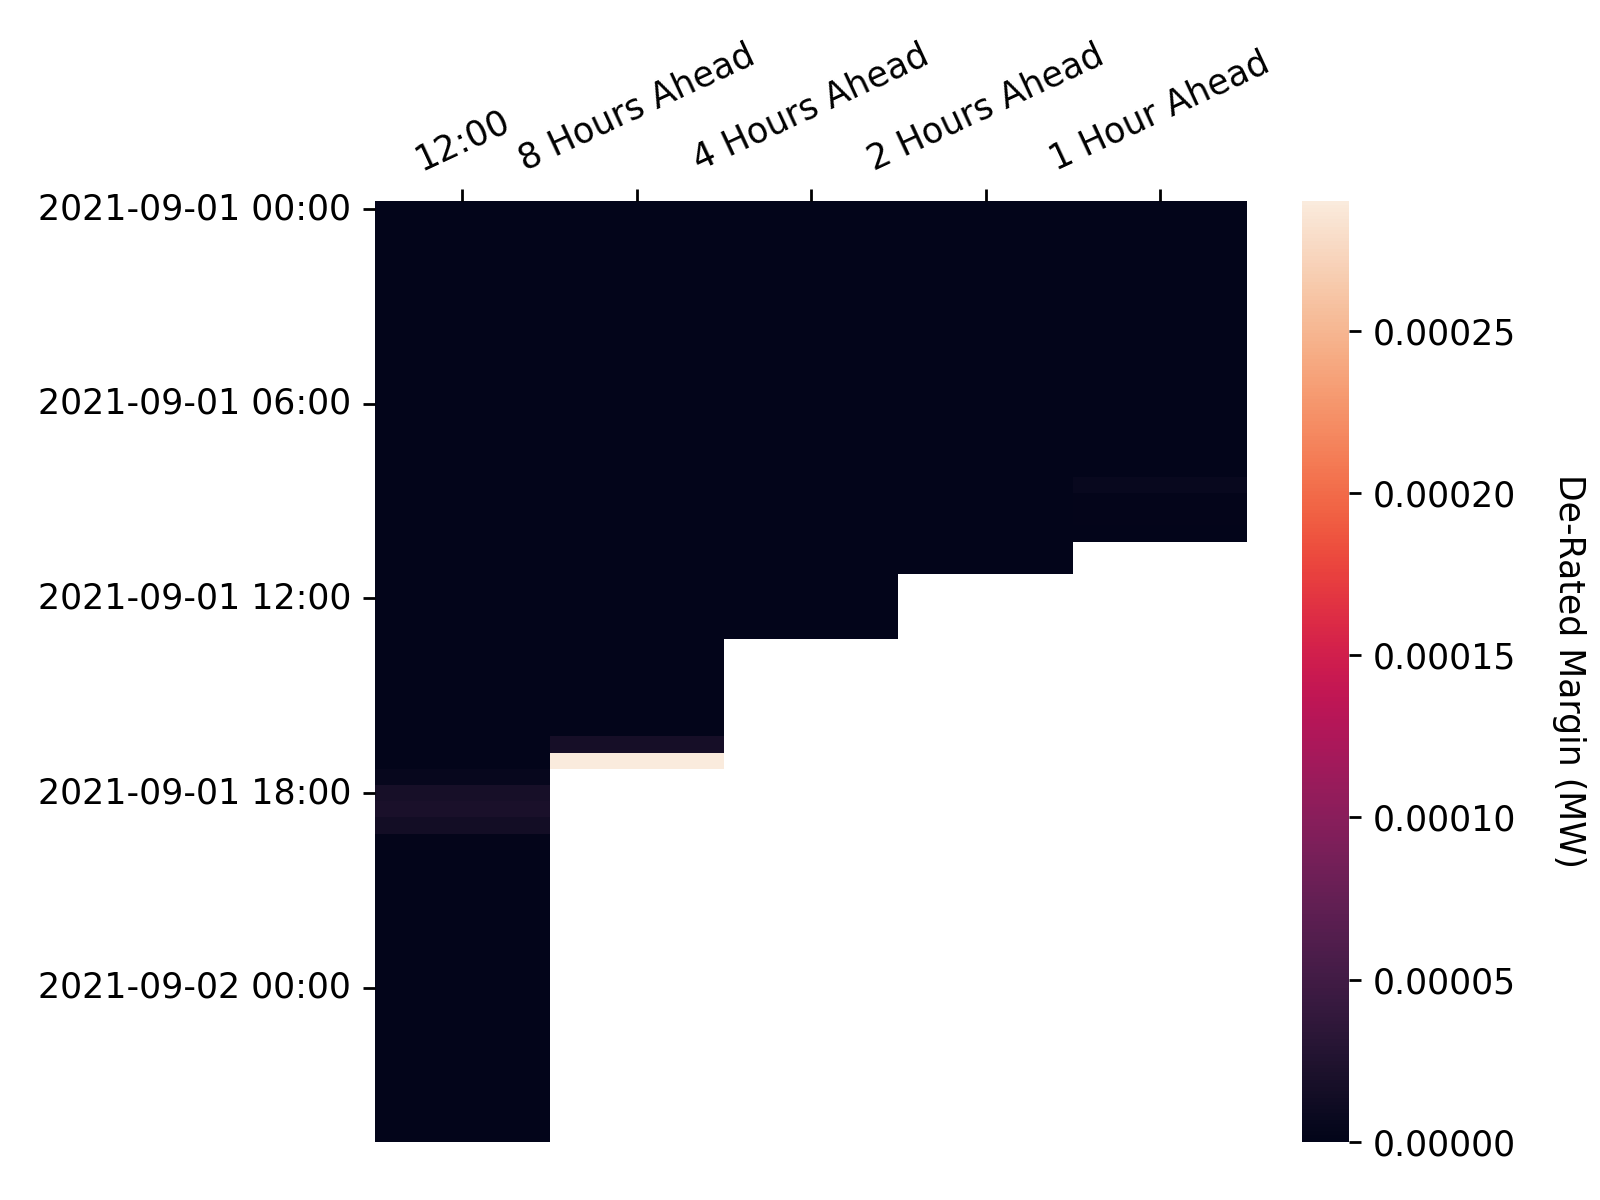 12:00
8 Hours Ahead
4 Hours Ahead
2 Hours Ahead
1 Hour Ahead
2021-09-01 00:00
2021-09-01 06:00
2021-09-01 12:00
2021-09-01 18:00
2021-09-02 00:00
0.00025
0.00020
0.00015
0.00010
0.00005
0.00000
De-Rated Margin (MW)